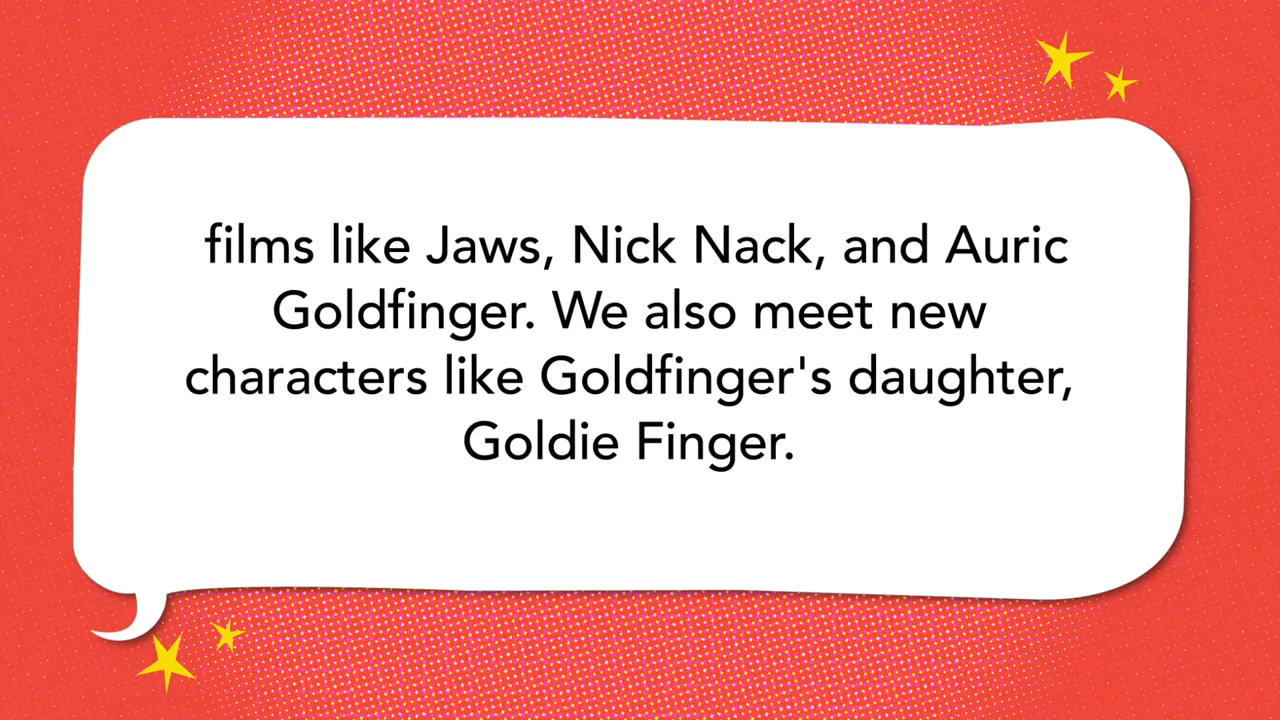 films like Jaws, Nick Nack, and Auric
Goldfinger. We also meet new
characters like Goldfinger's daughter,
Goldie Finger.